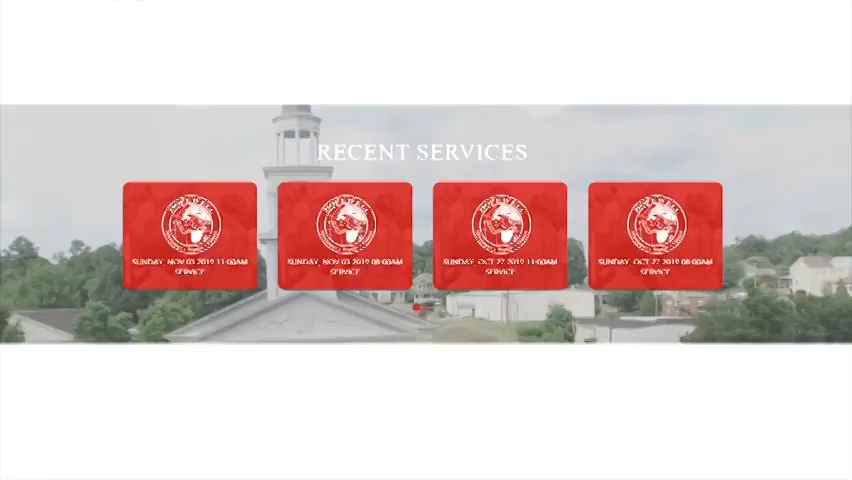 RECENT SERVICES
SUNDAY, NOV 03 2019 11:00AM
SERVICE
SUNDAY, NOV 03 2019 08:00AM
SERVICE
SUNDAY, OCT 27 2019 11:00AM
SERVICE
SUNDAY, OCT 27 2019 08:00AM
SERVICE